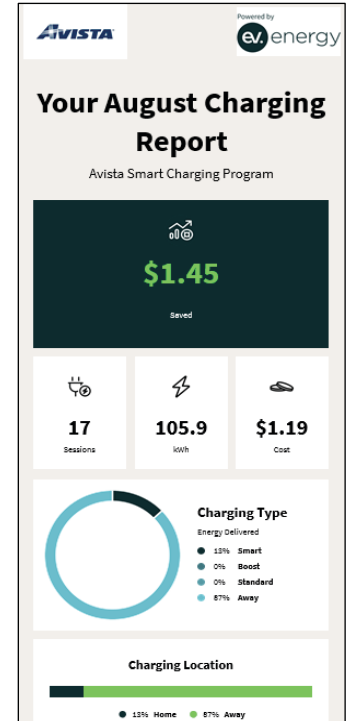 AVISTA
Powered by
ev.energy
Your August Charging
Report
Avista Smart Charging Program
$1.45
Saved
17
Sessions
105.9
kWh
$1.19
Cost
Charging Type
Energy Delivered
13% Smart
0% Boost
0% Standard
87% Away
Charging Location
13% Home 87% Away